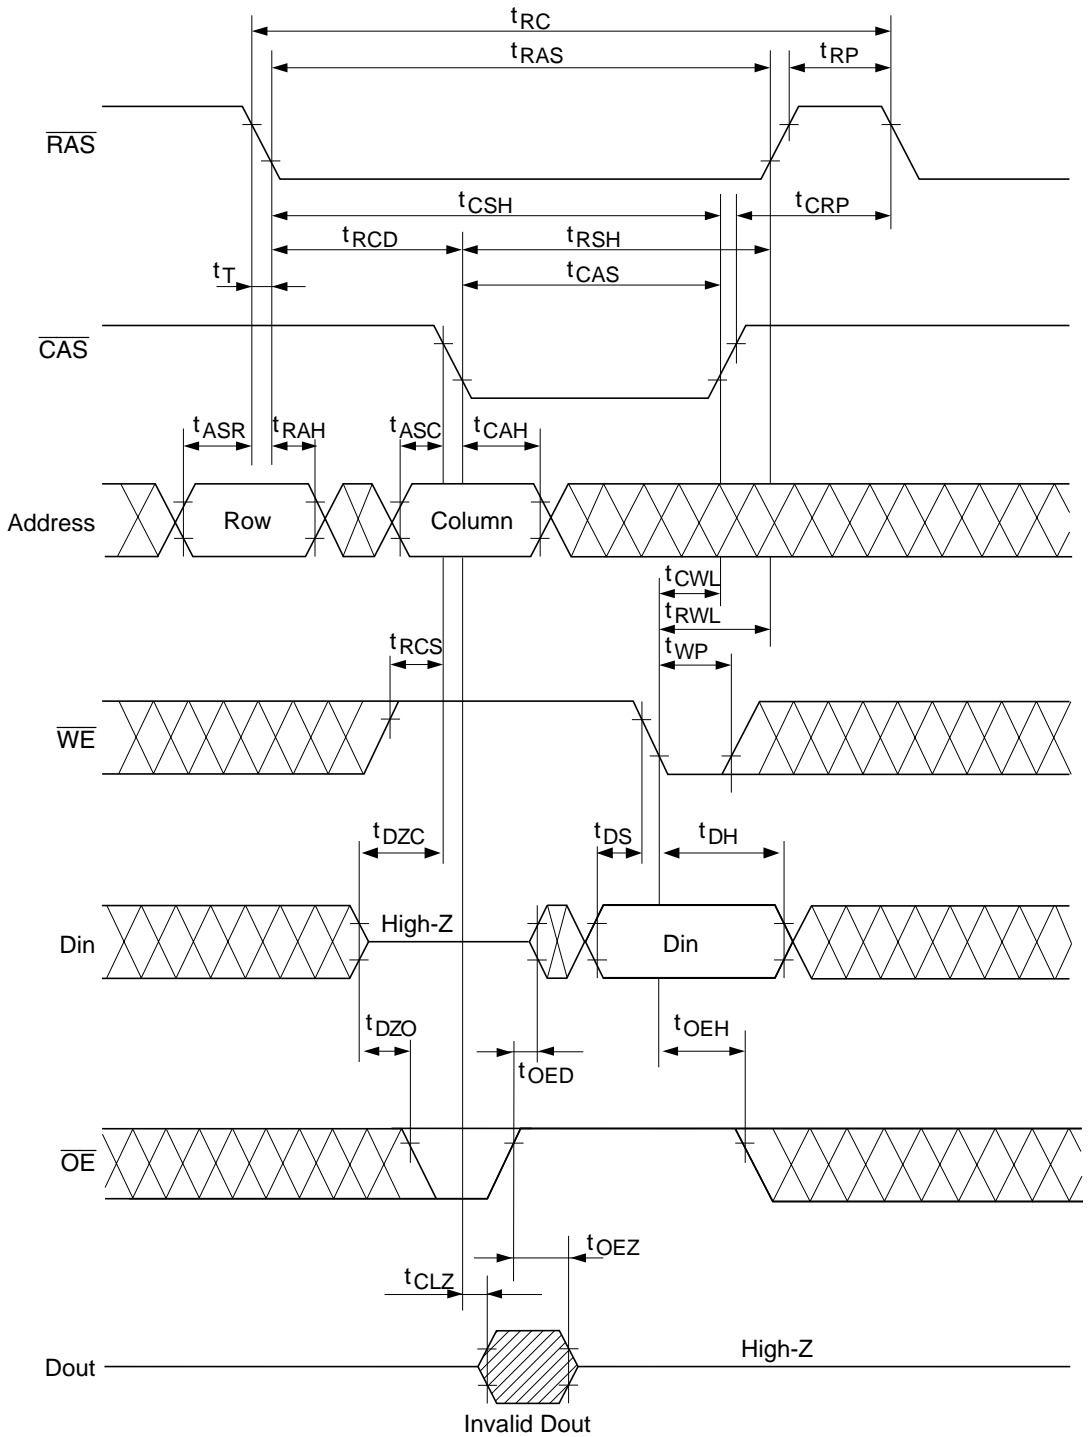 tRC
tRAS
tRP
RAS
tCSH
tCRP
tRCD
tRSH
tT
tCAS
CAS
tASR
tRAH
tASC
tCAH
Address
Row
Column
tCWL
tRWL
tRCS
tWP
WE
tDZC
tDS
tDH
High-Z
Din
Din
tDZO
tOEH
tOED
OE
tOEZ
tCLZ
High-Z
Dout
Invalid Dout